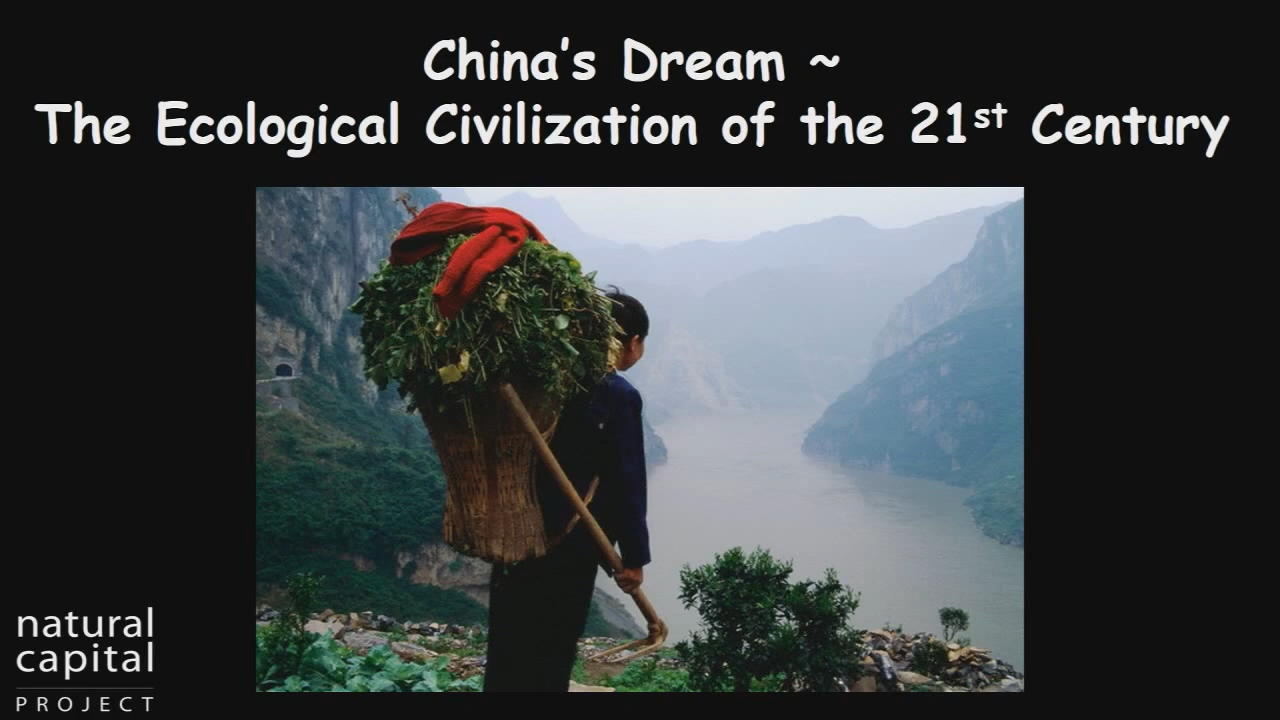 China's Dream ~
The Ecological Civilization of the 21st Century
natural
capital
PROJECT